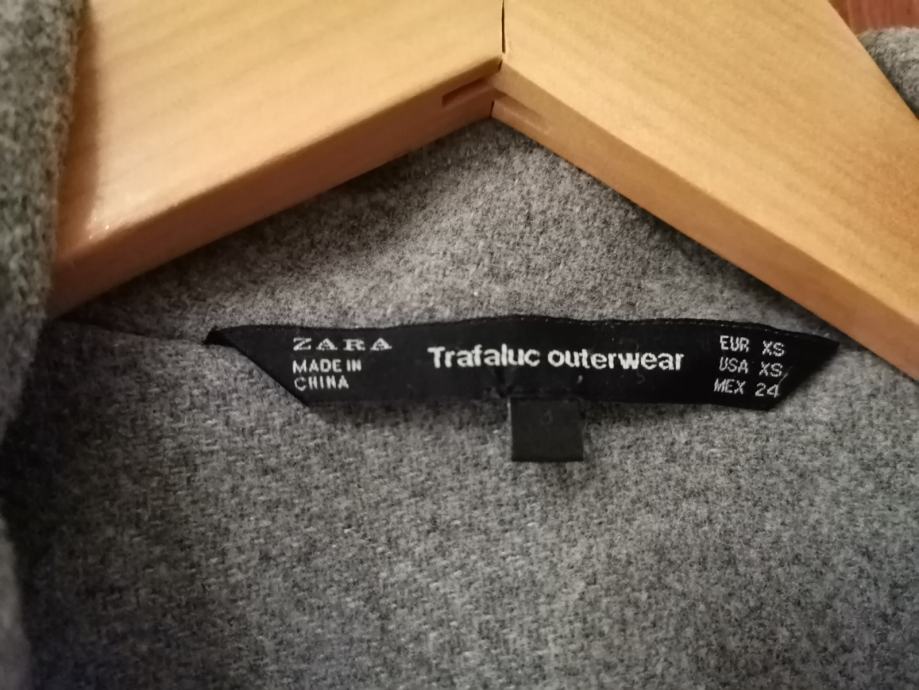 ZARA
MADE IN
CHINA
Trafaluc outerwear
EUR XS
USA XS
MEX 24